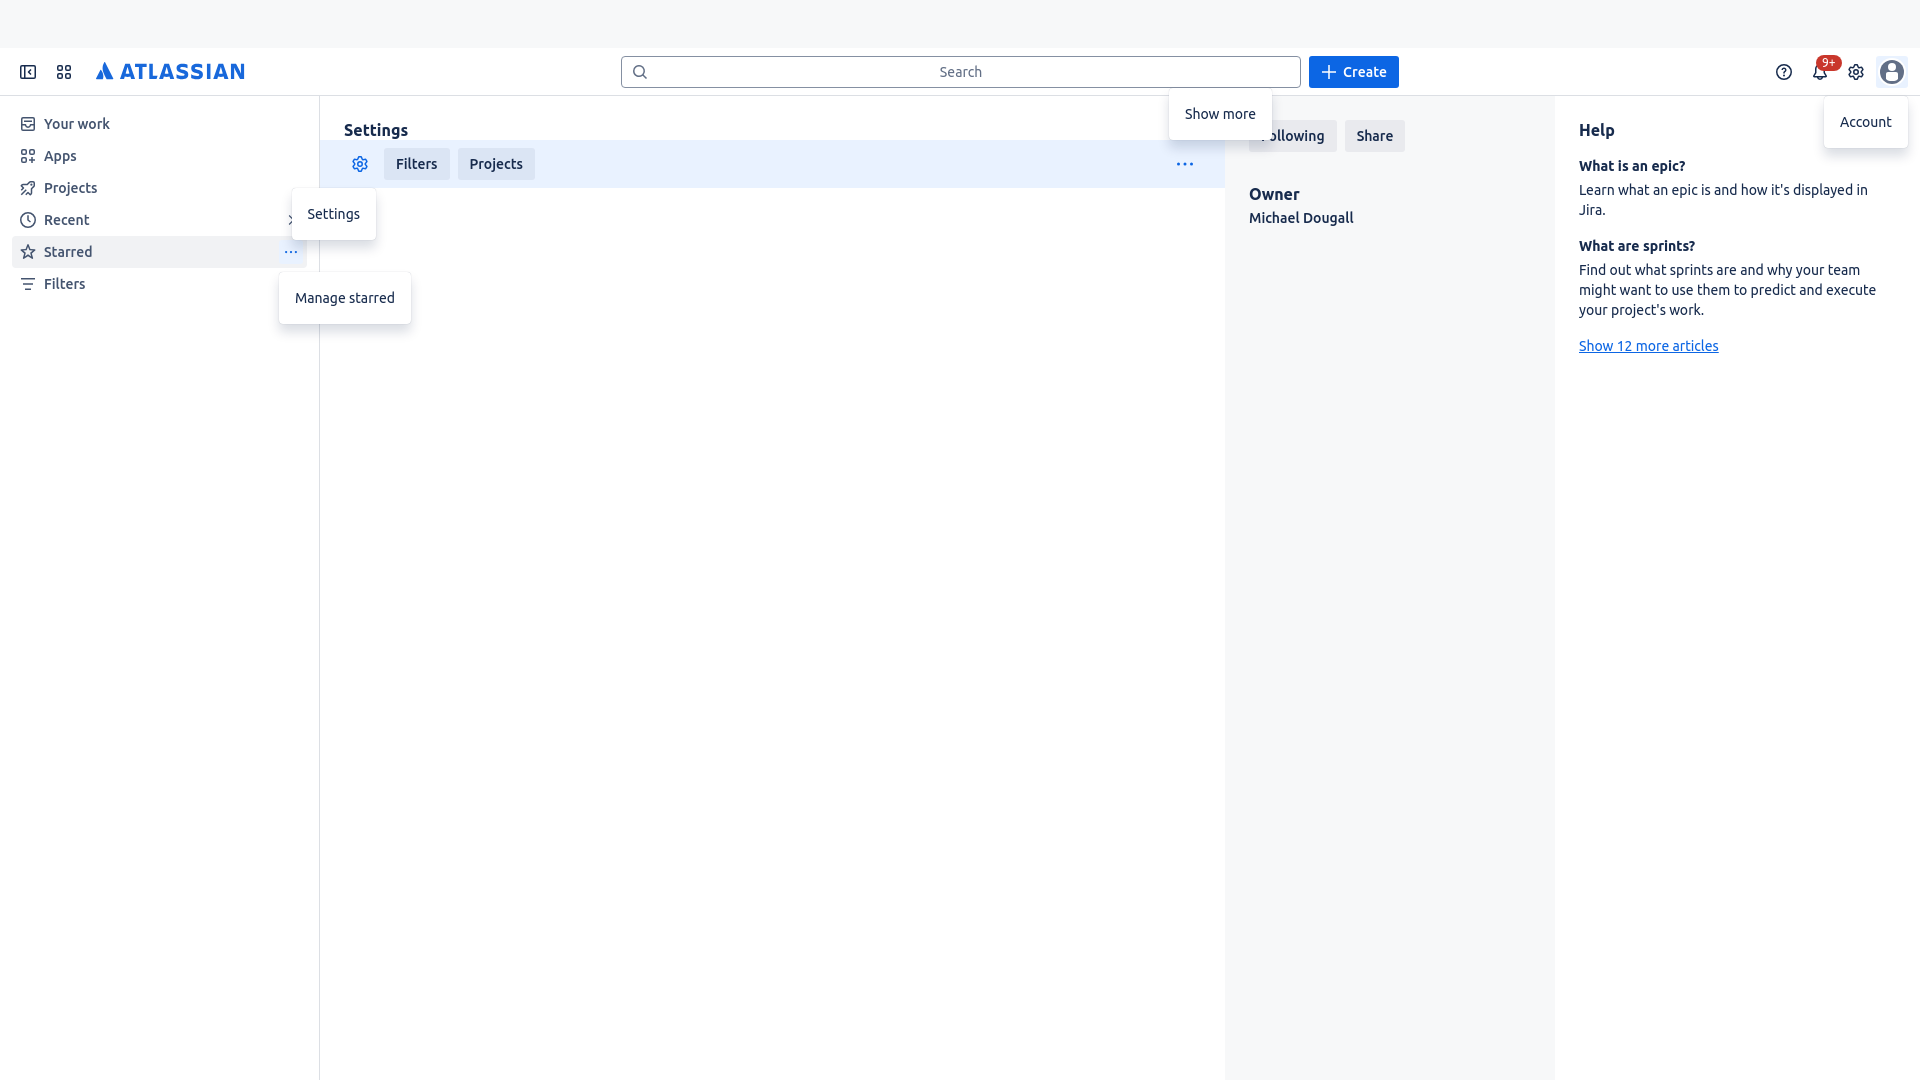 ATLASSIAN
Search
Create
9+
Your work
Apps
Projects
Recent
Starred
Filters
Settings
Manage starred
Settings
Filters
Projects
Show more
Share
Owner
Michael Dougall
Help
What is an epic?
Learn what an epic is and how it's displayed in
Jira.
What are sprints?
Find out what sprints are and why your team
might want to use them to predict and execute
your project's work.
Show 12 more articles
Account